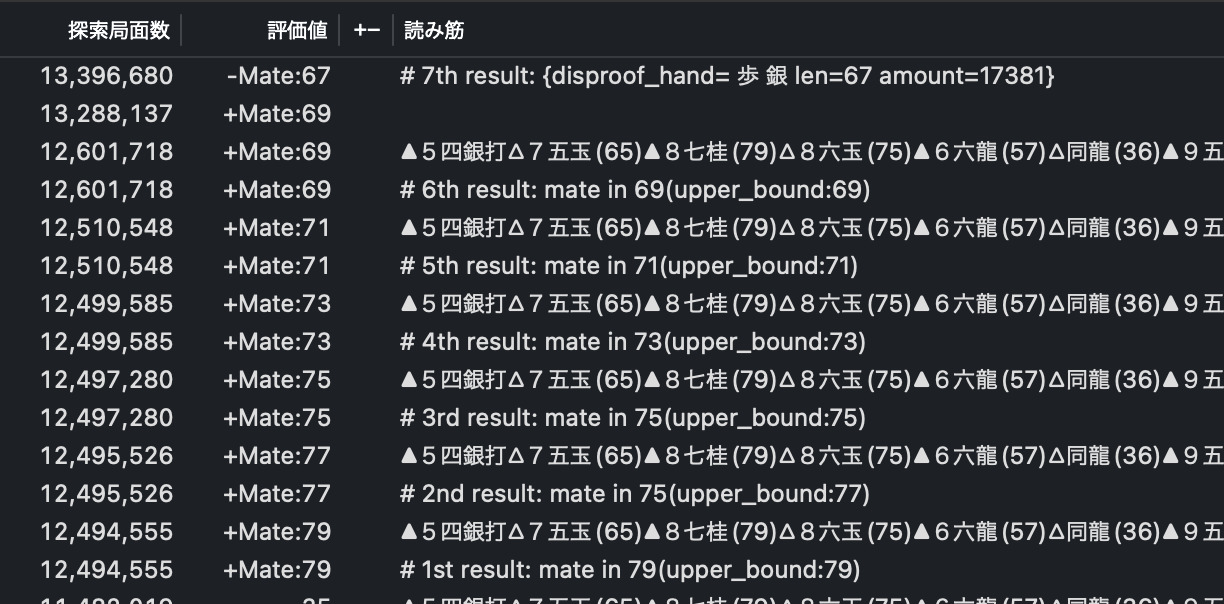 探索局面数 評価値 +− 読み筋
13,396,680 -Mate:67 # 7th result: {disproof_hand= 歩 銀 len=67 amount=17381}
13,288,137 +Mate:69
12,601,718 +Mate:69 ▲５四銀打△７五玉(65)▲８七桂(79)△８六玉(75)▲６六龍(57)△同龍(36)▲９五
12,601,718 +Mate:69 # 6th result: mate in 69(upper_bound:69)
12,510,548 +Mate:71 ▲５四銀打△７五玉(65)▲８七桂(79)△８六玉(75)▲６六龍(57)△同龍(36)▲９五
12,510,548 +Mate:71 # 5th result: mate in 71(upper_bound:71)
12,499,585 +Mate:73 ▲５四銀打△７五玉(65)▲８七桂(79)△８六玉(75)▲６六龍(57)△同龍(36)▲９五
12,499,585 +Mate:73 # 4th result: mate in 73(upper_bound:73)
12,497,280 +Mate:75 ▲５四銀打△７五玉(65)▲８七桂(79)△８六玉(75)▲６六龍(57)△同龍(36)▲９五
12,497,280 +Mate:75 # 3rd result: mate in 75(upper_bound:75)
12,495,526 +Mate:77 ▲５四銀打△７五玉(65)▲８七桂(79)△８六玉(75)▲６六龍(57)△同龍(36)▲９五
12,495,526 +Mate:77 # 2nd result: mate in 75(upper_bound:77)
12,494,555 +Mate:79 ▲５四銀打△７五玉(65)▲８七桂(79)△８六玉(75)▲６六龍(57)△同龍(36)▲９五
12,494,555 +Mate:79 # 1st result: mate in 79(upper_bound:79)